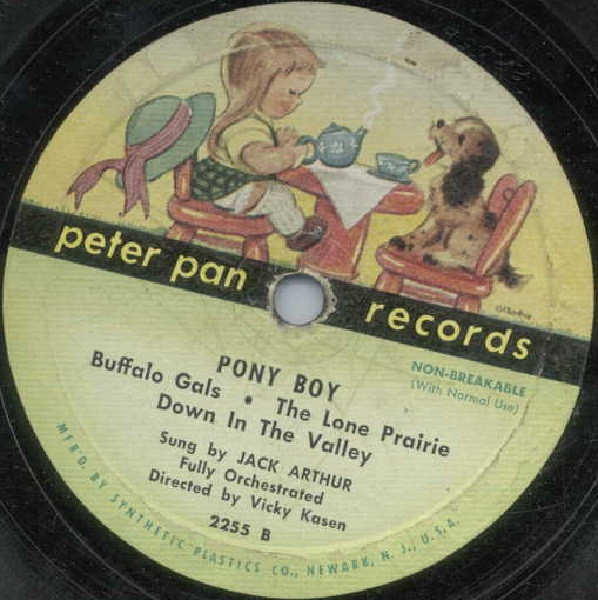 peter pan records
PONY BOY
Buffalo Gals • The Lone Prairie
Down In The Valley
NON-BREAKABLE
(With Normal Use)
Sung by JACK ARTHUR
Fully Orchestrated
Directed by Vicky Kasen
2255 B
MF'R'D. BY SYNTHETIC PLASTICS CO., NEWARK, N. J., U.S.A.